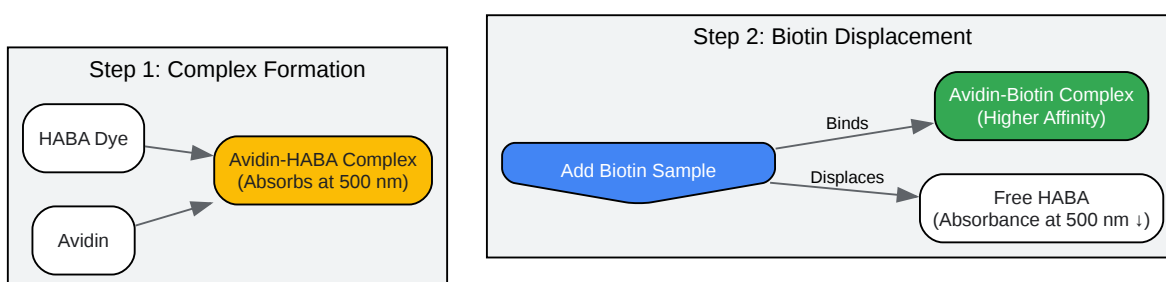 Step 1: Complex Formation
HABA Dye
Avidin
Avidin-HABA Complex
(Absorbs at 500 nm)
Step 2: Biotin Displacement
Add Biotin Sample
Binds
Displaces
Avidin-Biotin Complex
(Higher Affinity)
Free HABA
(Absorbance at 500 nm ↓)